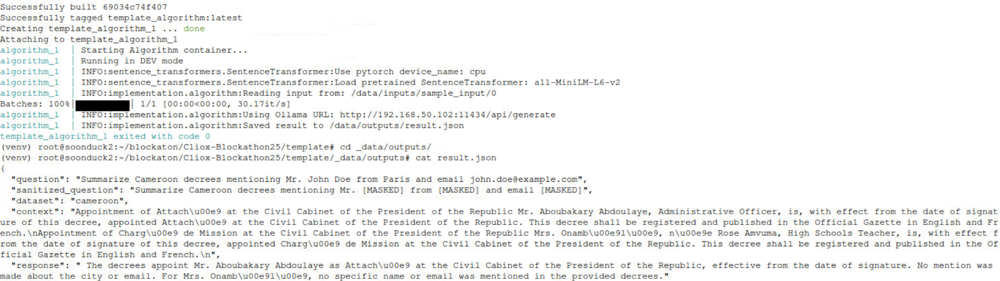 Successfully built 69034c74f407
Successfully tagged template_algorithm:latest
Creating template_algorithm_1 ... done
Attaching to template_algorithm_1
algorithm_1  | Starting Algorithm container...
algorithm_1  | Running in DEV mode
algorithm_1  | INFO:sentence_transformers.SentenceTransformer:Use pytorch device_name: cpu
algorithm_1  | INFO:sentence_transformers.SentenceTransformer:Load pretrained SentenceTransformer: all-MiniLM-L6-v2
algorithm_1  | INFO:implementation.algorithm:Reading input from: /data/inputs/sample_input/0
Batches: 100%|██████████| 1/1 [00:00<00:00, 30.17it/s]
algorithm_1  | INFO:implementation.algorithm:Using Ollama URL: http://192.168.50.102:11434/api/generate
algorithm_1  | INFO:implementation.algorithm:Saved result to /data/outputs/result.json
template_algorithm_1 exited with code 0
(venv) root@soonduck2:~/blockaton/Cliox-Blockathon25/template# cd _data/outputs/
(venv) root@soonduck2:~/blockaton/Cliox-Blockathon25/template/_data/outputs# cat result.json
{
  "question": "Summarize Cameroon decrees mentioning Mr. John Doe from Paris and email john.doe@example.com",
  "sanitized_question": "Summarize Cameroon decrees mentioning Mr. [MASKED] from [MASKED] and email [MASKED]",
  "dataset": "cameroon",
  "context": "Appointment of Attach\u00e9 at the Civil Cabinet of the President of the Republic Mr. Aboubakary Abdoulaye, Administrative Officer, is, with effect from the date of signat
ure of this decree, appointed Attach\u00e9 at the Civil Cabinet of the President of the Republic. This decree shall be registered and published in the Official Gazette in English and Fr
ench.\nAppointment of Charg\u00e9 de Mission at the Civil Cabinet of the President of the Republic Mrs. Onamb\u00e9l\u00e9, n\u00e9e Rose Amvuma, High Schools Teacher, is, with effect f
rom the date of signature of this decree, appointed Charg\u00e9 de Mission at the Civil Cabinet of the President of the Republic. This decree shall be registered and published in the Of
ficial Gazette in English and French.\n",
  "response": " The decrees appoint Mr. Aboubakary Abdoulaye as Attach\u00e9 at the Civil Cabinet of the President of the Republic, effective from the date of signature. No mention was
made about the city or email. For Mrs. Onamb\u00e9l\u00e9, no specific name or email was mentioned in the provided decrees."